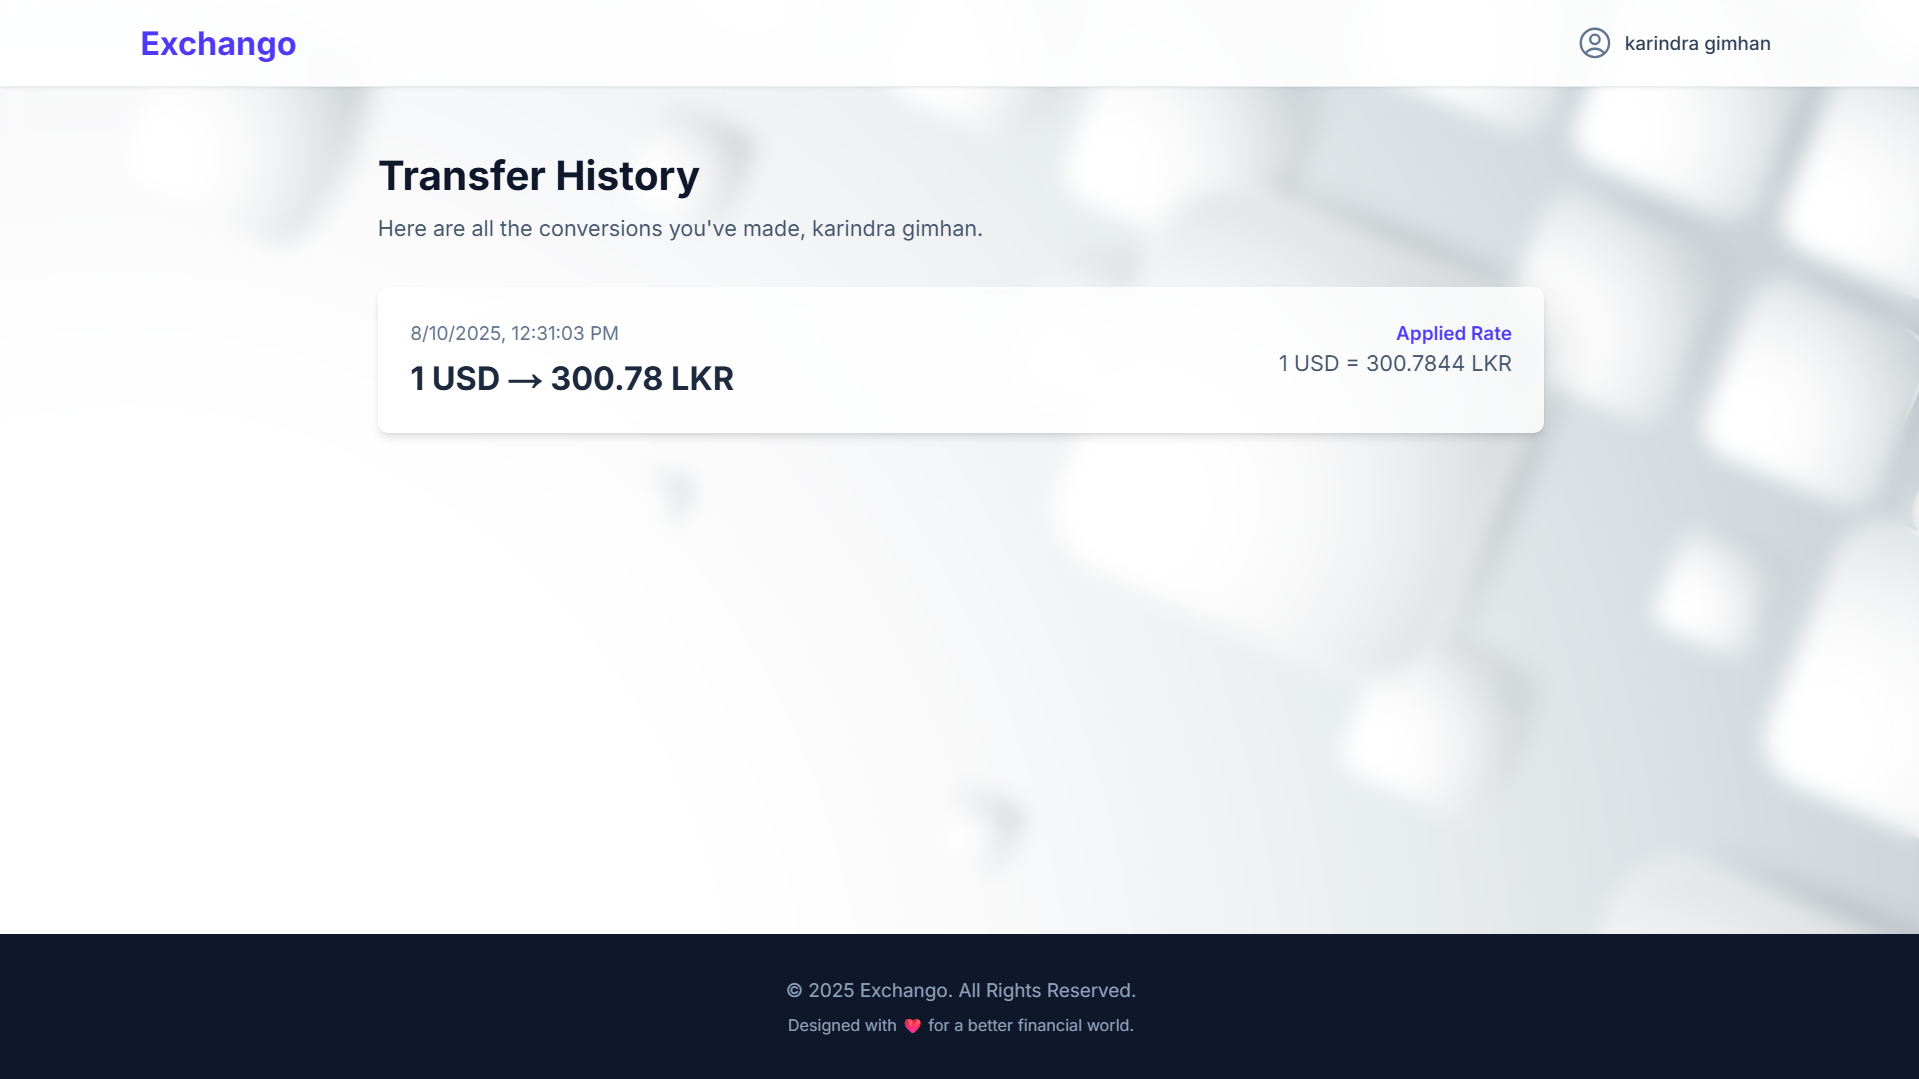 Exchango
karindra gimhan
Transfer History
Here are all the conversions you've made, karindra gimhan.
8/10/2025, 12:31:03 PM
1 USD → 300.78 LKR
Applied Rate
1 USD = 300.7844 LKR
© 2025 Exchango. All Rights Reserved.
Designed with ❤️ for a better financial world.